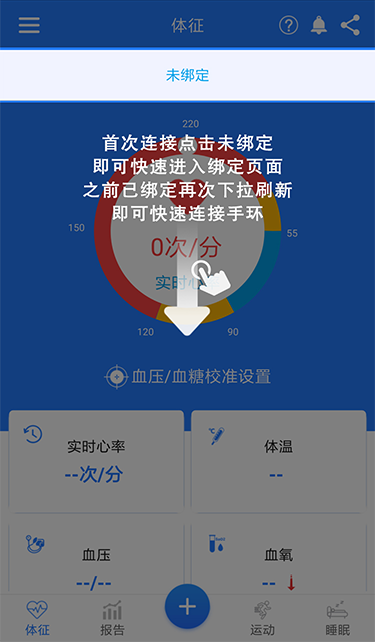 体征
未绑定
220
首次连接点击未绑定
即可快速进入绑定页面
之前已绑定再次下拉刷新
即可快速连接手环
150
55
0次/分
实时心
120
90
血压/血糖校准设置
实时心率
--次/分
体温
--
血压
--/--
血氧
--
体征
报告
运动
睡眠